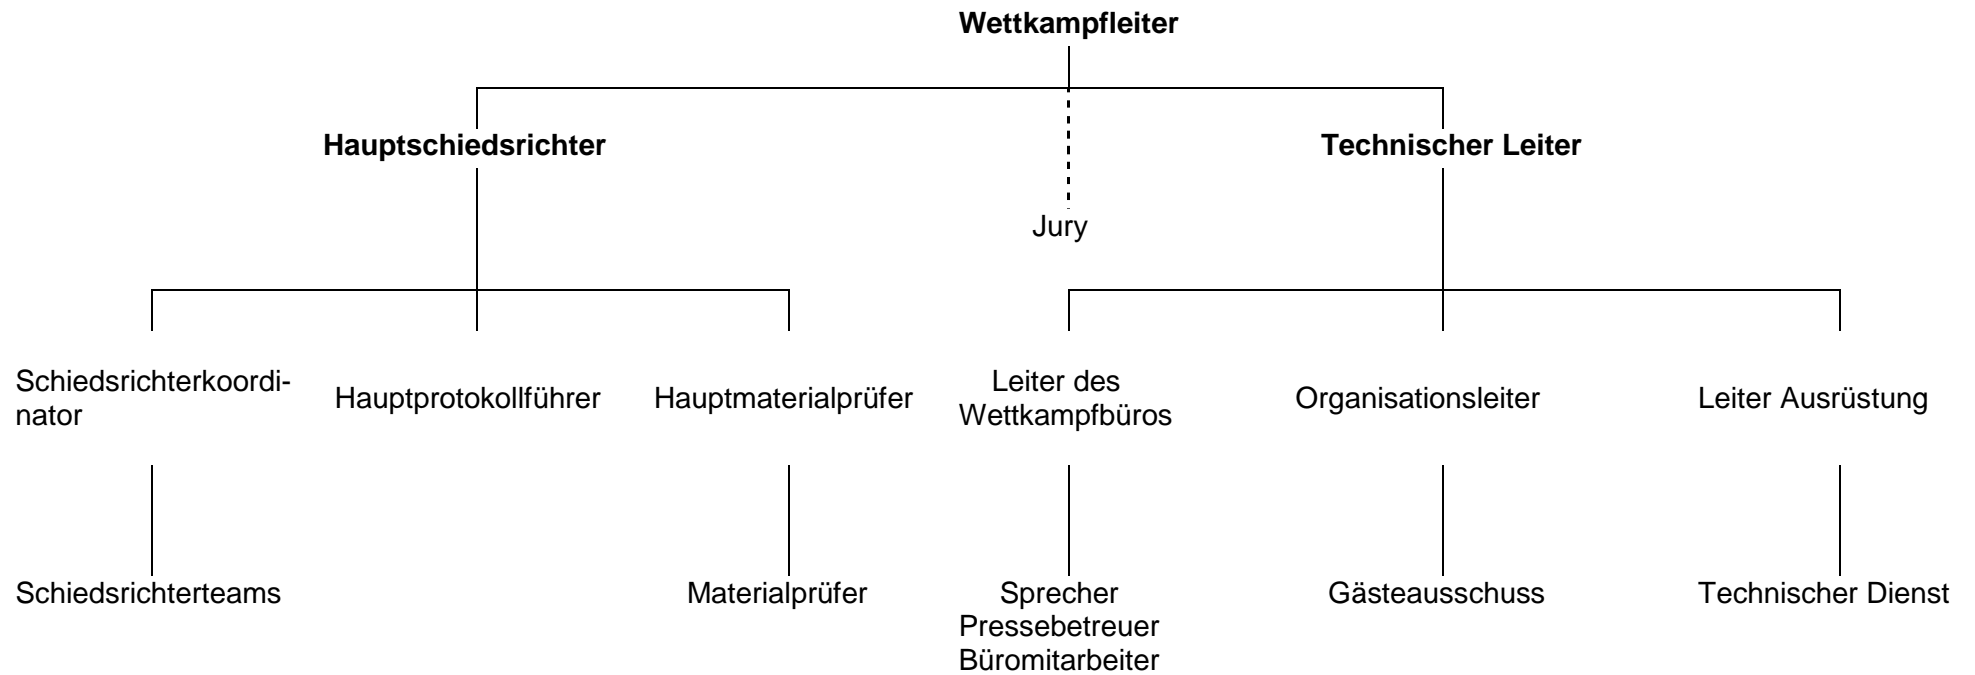 Wettkampfleiter
Hauptschiedsrichter
Technischer Leiter
Jury
Schiedsrichterkoordi-
nator
Hauptprotokollführer
Hauptmaterialprüfer
Leiter des
Wettkampfbüros
Organisationsleiter
Leiter Ausrüstung
Schiedsrichterteams
Materialprüfer
Sprecher
Pressebetreuer
Büromitarbeiter
Gästeausschuss
Technischer Dienst